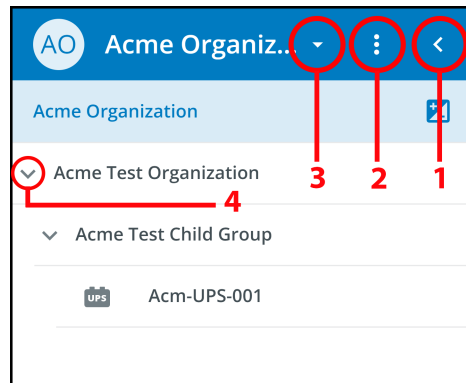 AO Acme Organiz...
Acme Organization
Acme Test Organization
3 2 1
4
Acme Test Child Group
UPS Acm-UPS-001